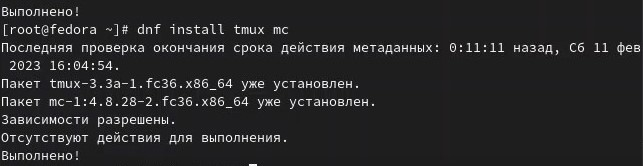 Выполнено!
[root@fedora ~]# dnf install tmux mc
Последняя проверка окончания срока действия метаданных: 0:11:11 назад, Сб 11 фев
 2023 16:04:54.
Пакет tmux-3.3a-1.fc36.x86_64 уже установлен.
Пакет mc-1:4.8.28-2.fc36.x86_64 уже установлен.
Зависимости разрешены.
Отсутствуют действия для выполнения.
Выполнено!